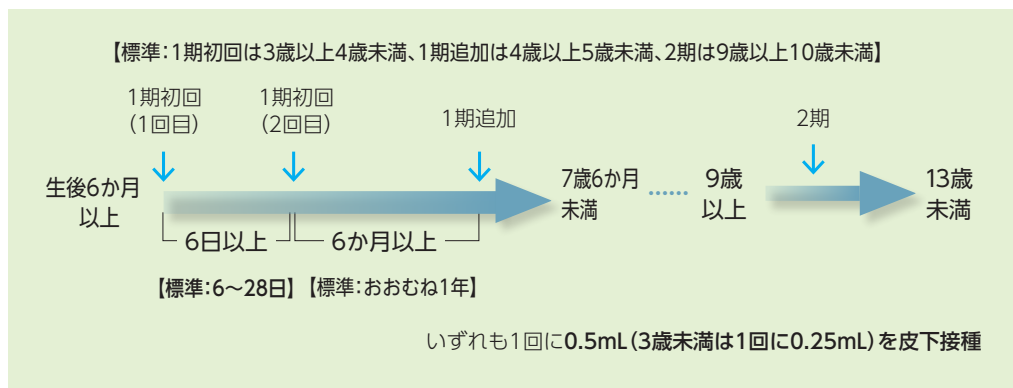 【標準：1期初回は3歳以上4歳未満、1期追加は4歳以上5歳未満、2期は9歳以上10歳未満】
1期初回
（1回目）
1期初回
（2回目）
1期追加
2期
生後6か月
以上
7歳6か月
未満
9歳
以上
13歳
未満
6日以上
6か月以上
【標準：6〜28日】
【標準：おおむね1年】
いずれも1回に0.5mL（3歳未満は1回に0.25mL）を皮下接種